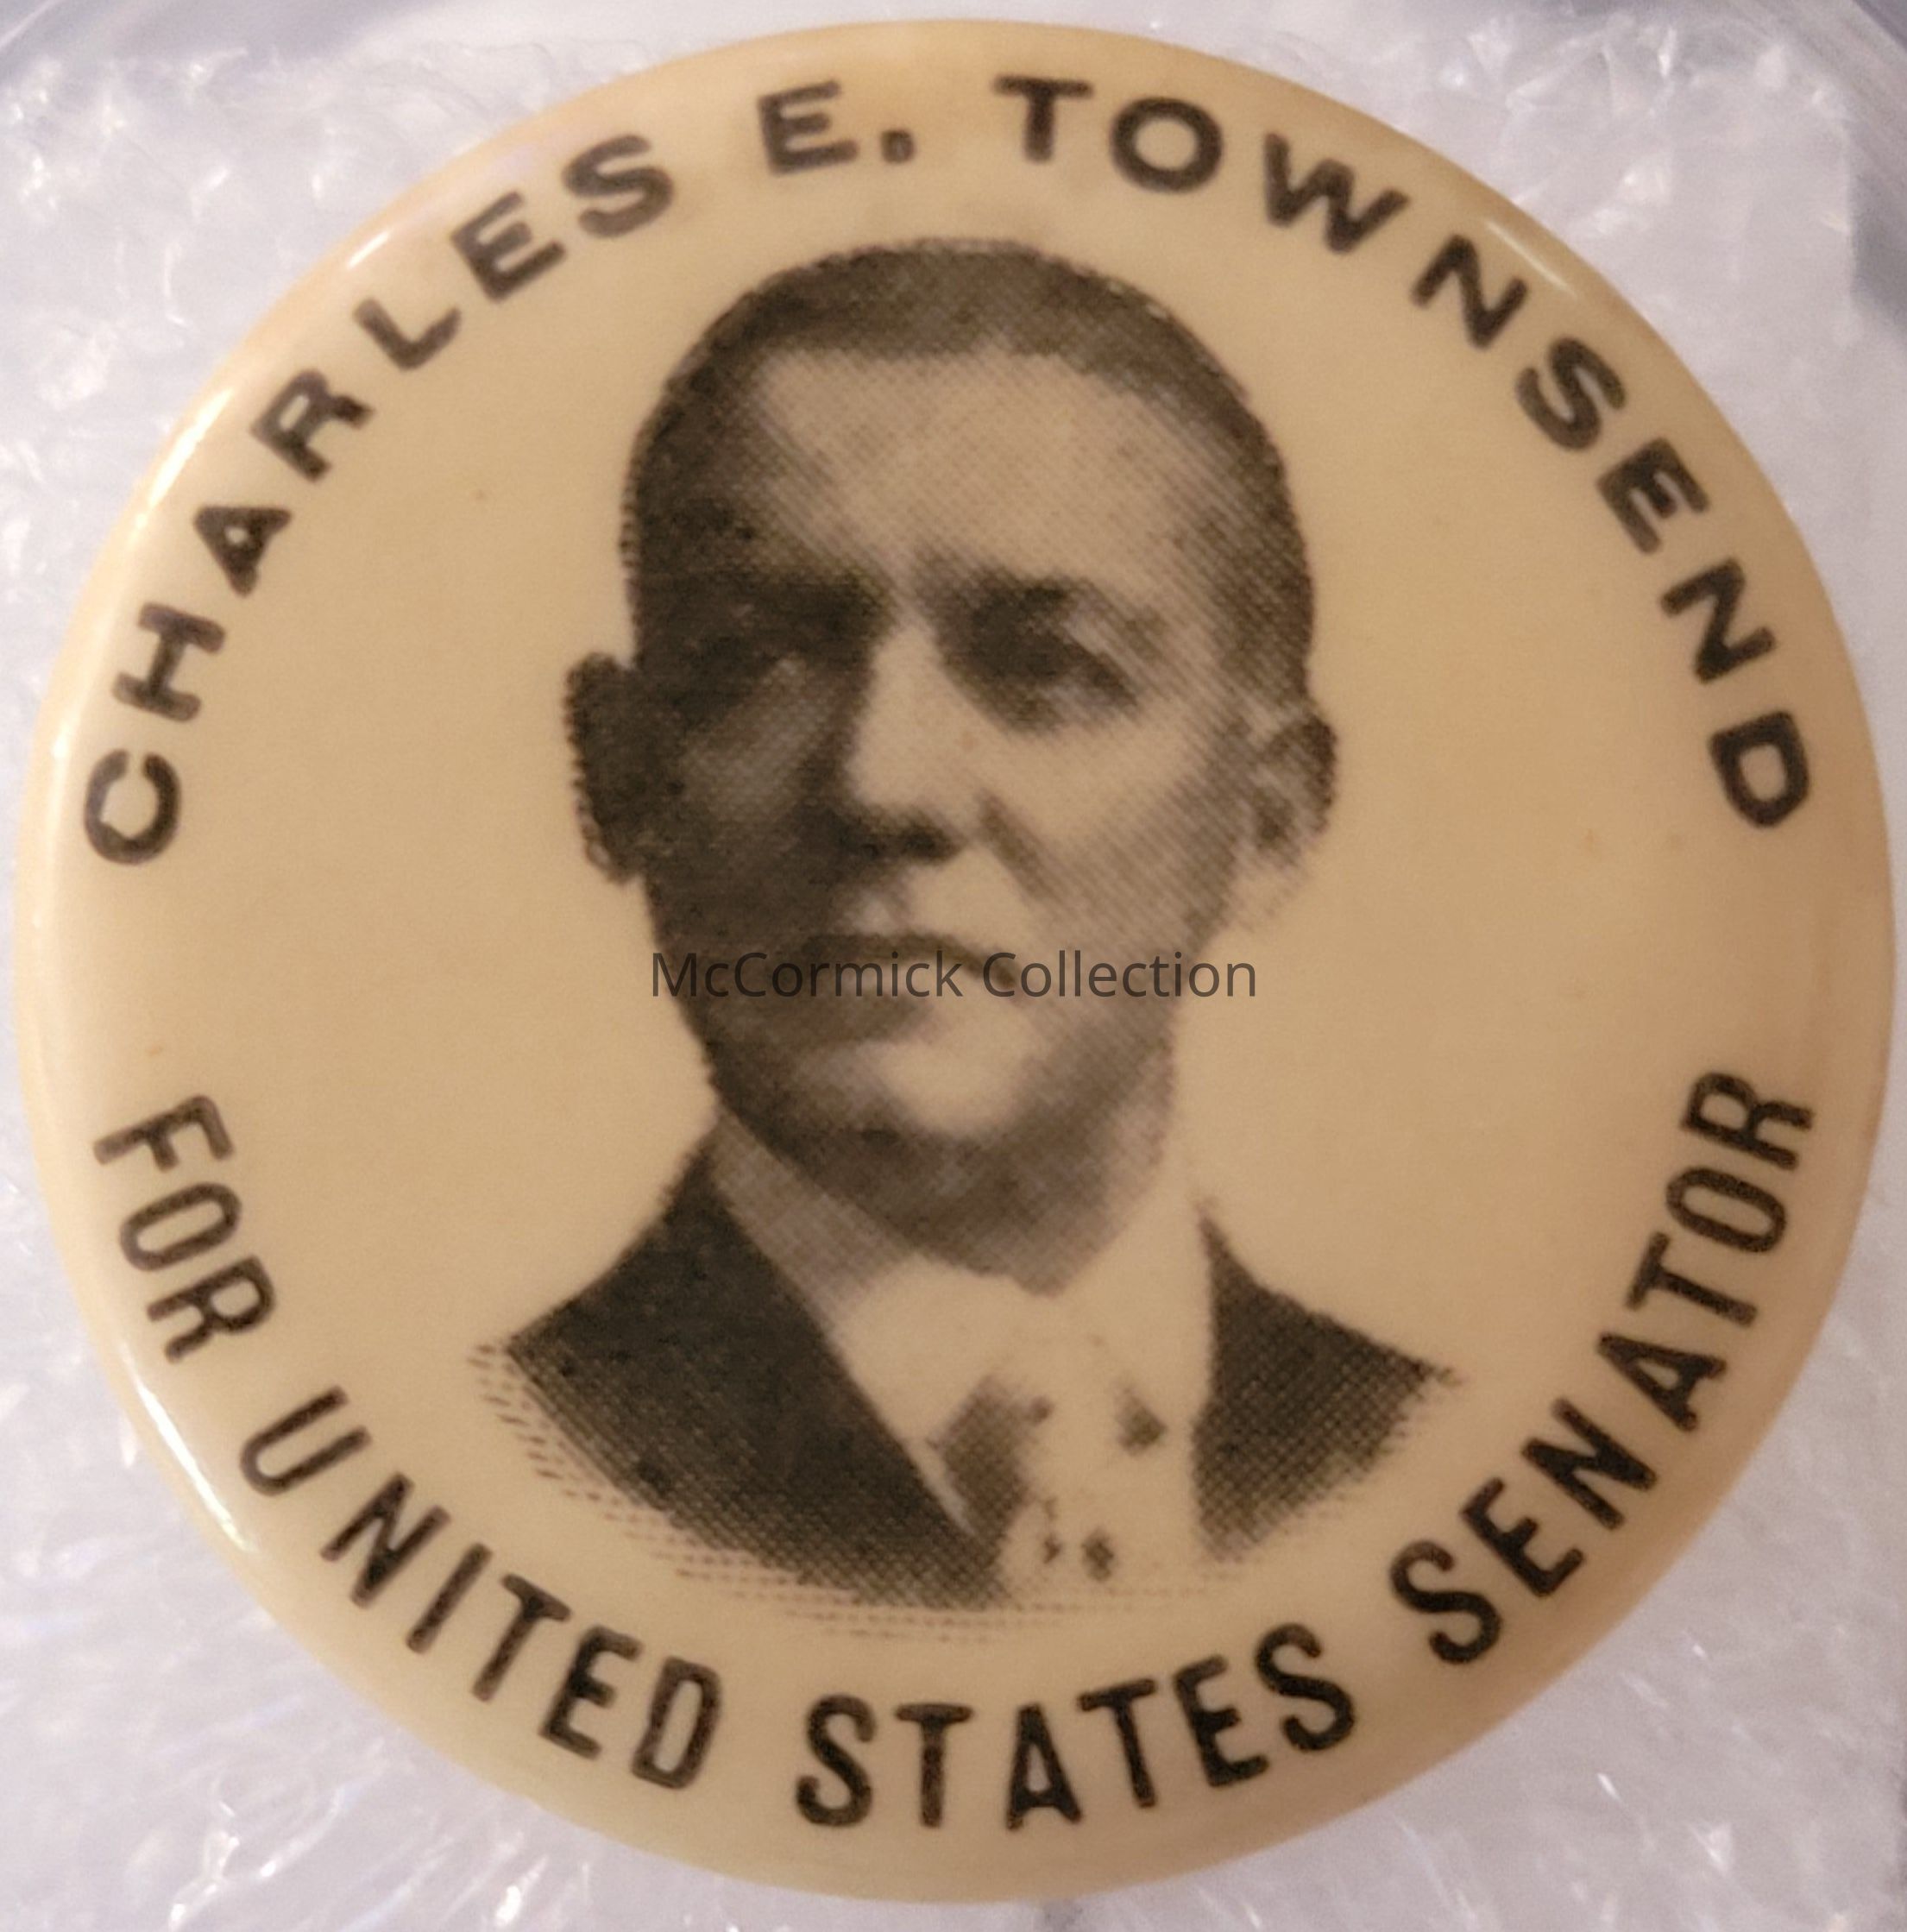 CHARLES E. TOWNSEND
McCormick Collection
FOR UNITED STATES SENATOR